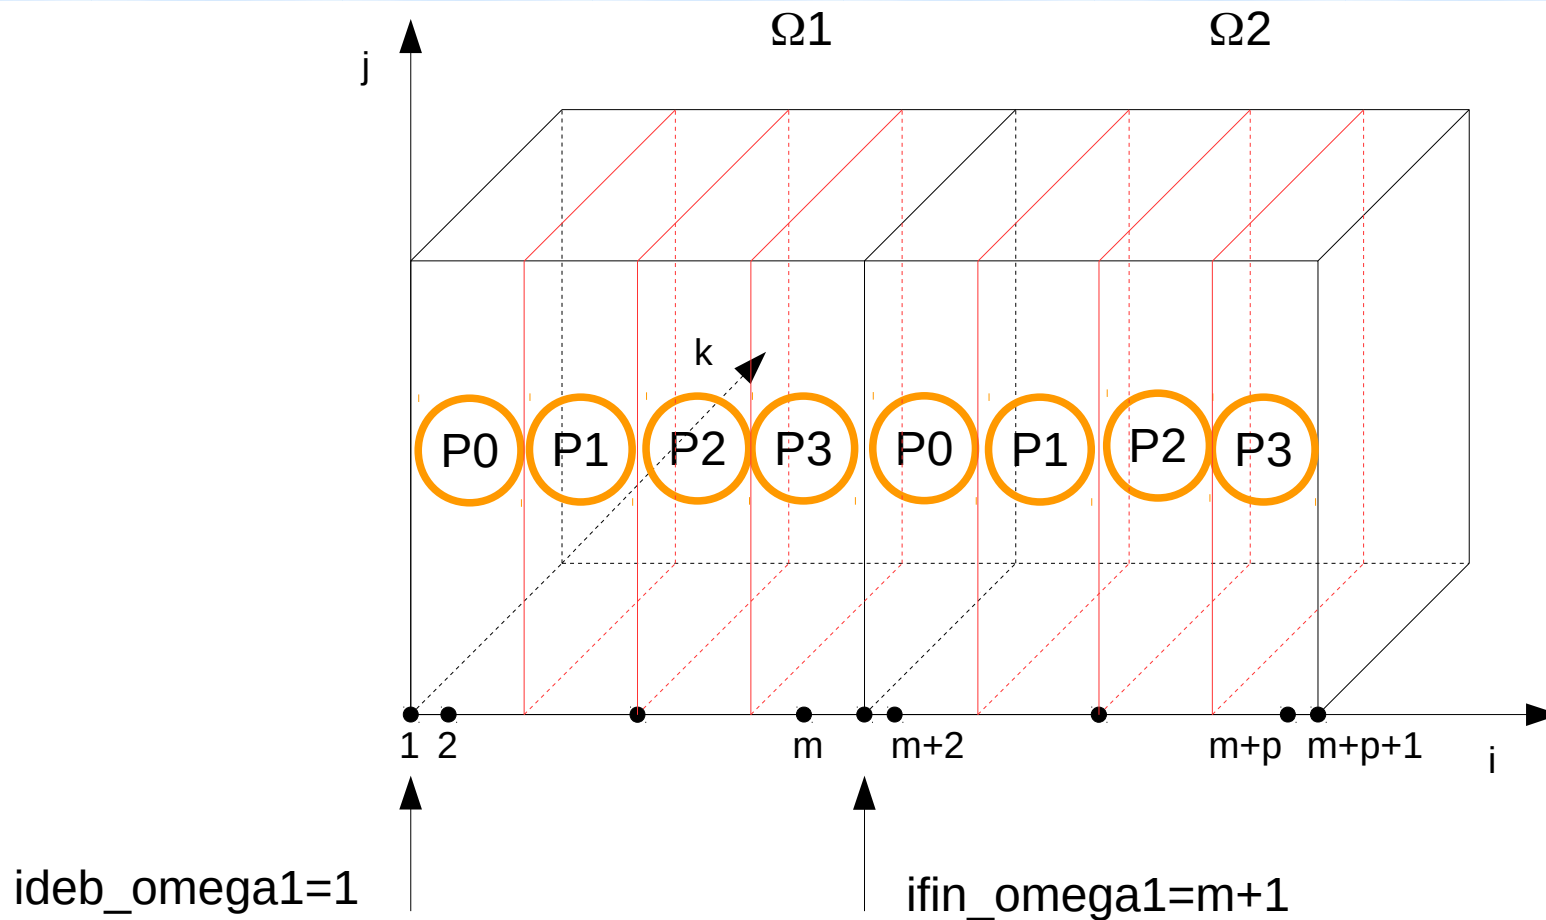 Ω1 Ω2
j
k
P0 P1 P2 P3 P0 P1 P2 P3
1 2 m m+2 m+p m+p+1
i
ideb_omega1=1 ifin_omega1=m+1